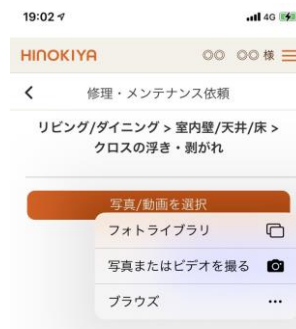 19:02
4G
HINOKIYA
○○ ○○ 様
修理・メンテナンス依頼
リビング/ダイニング > 室内壁/天井/床 >
クロスの浮き・剥がれ
写真/動画を選択
フォトライブラリ
写真またはビデオを撮る
ブラウズ